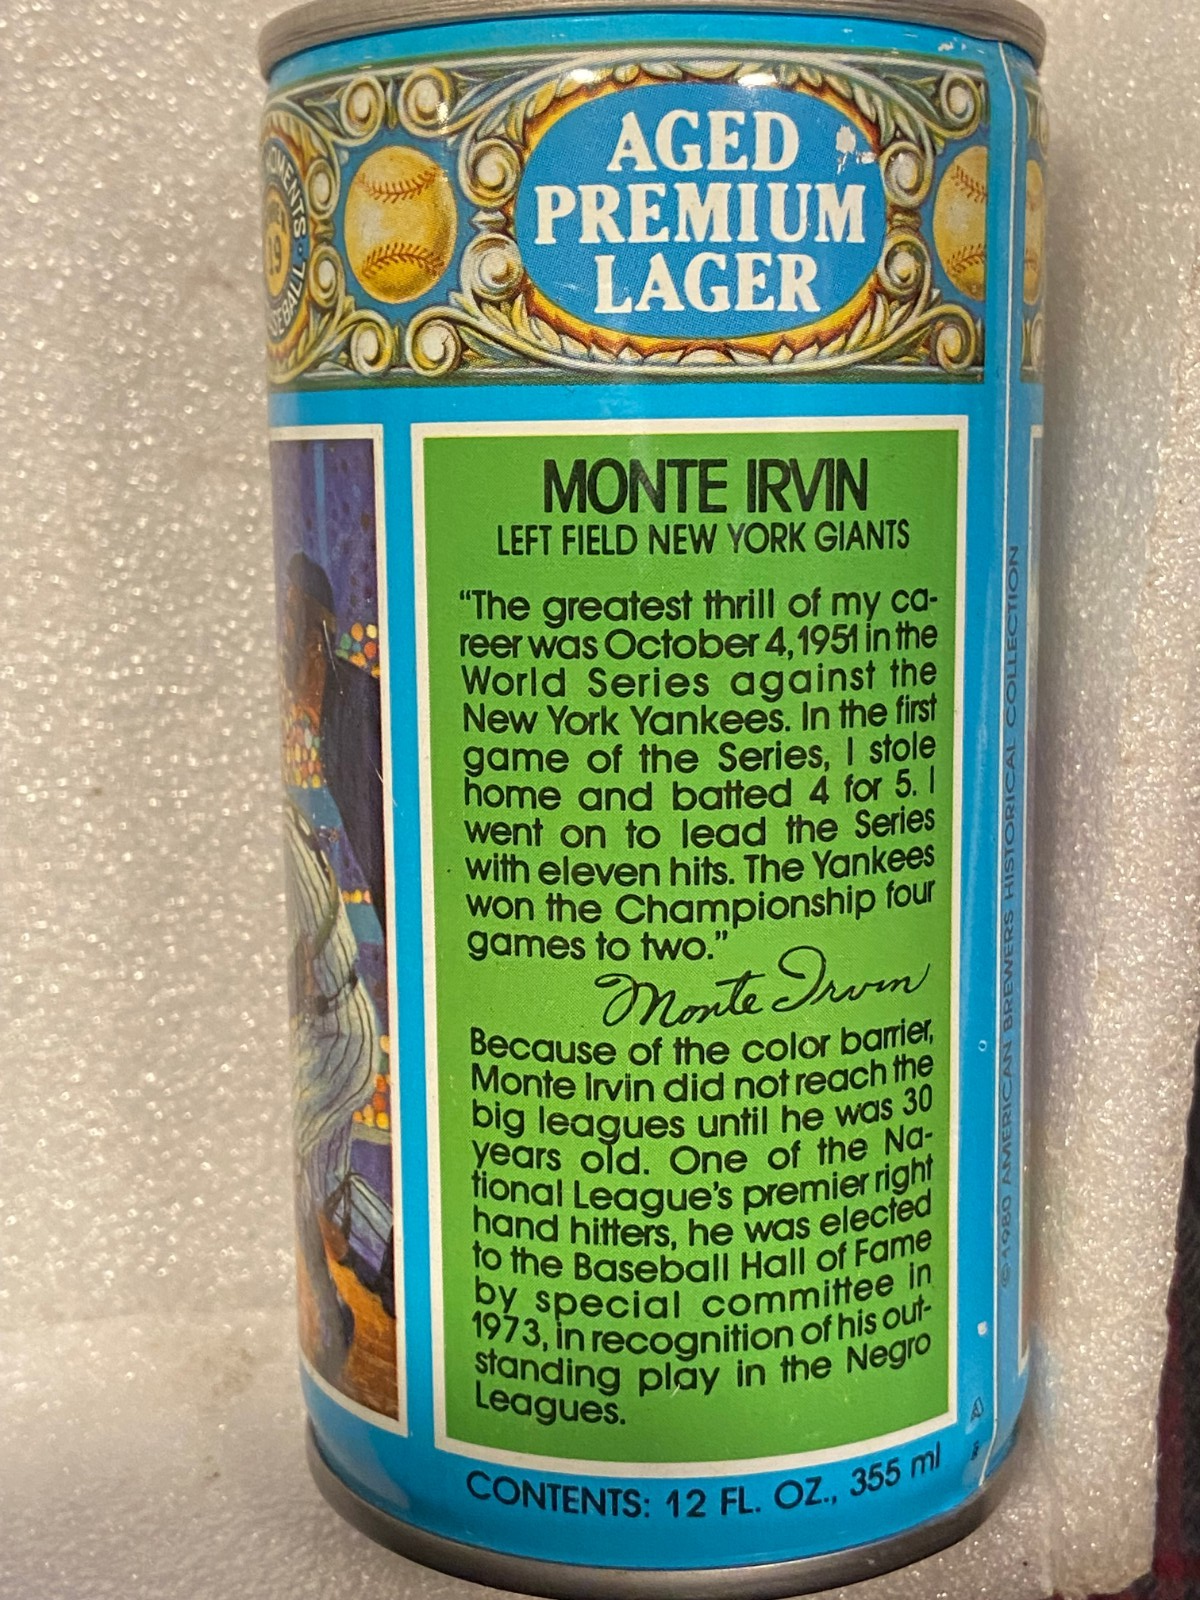 AGED
PREMIUM
LAGER
19
MONTE IRVIN
LEFT FIELD NEW YORK GIANTS
“The greatest thrill of my ca-
reer was October 4, 1951 in the
World Series against the
New York Yankees. In the first
game of the Series, I stole
home and batted 4 for 5. I
went on to lead the Series
with eleven hits. The Yankees
won the Championship four
games to two.”
Monte Irvin
Because of the color barrier,
Monte Irvin did not reach the
big leagues until he was 30
years old. One of the Na-
tional League's premier right
hand hitters, he was elected
to the Baseball Hall of Fame
by special committee in
1973, in recognition of his out-
standing play in the Negro
Leagues.
CONTENTS: 12 FL. OZ., 355 ml
© 1980 AMERICAN BREWERS HISTORICAL COLLECTION